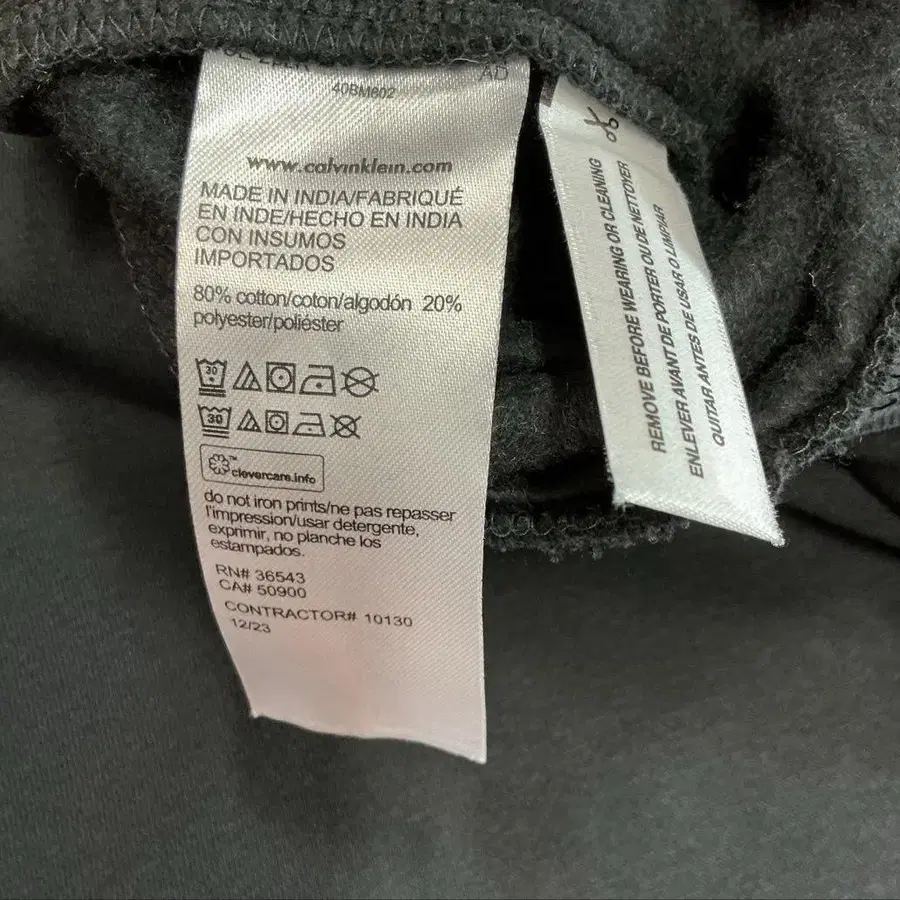 AD
40BM802
www.calvinklein.com
MADE IN INDIA/FABRIQUÉ
EN INDE/HECHO EN INDIA
CON INSUMOS
IMPORTADOS
80% cotton/coton/algodón 20%
polyester/poliéster
30
30
clevercare.info
do not iron prints/ne pas repasser
l'impression/usar detergente,
exprimir, no planche los
estampados.
RN# 36543
CA# 50900
CONTRACTOR# 10130
12/23
REMOVE BEFORE WEARING OR CLEANING
ENLEVER AVANT DE PORTER OU DE NETTOYER
QUITAR ANTES DE USAR O LIMPIAR